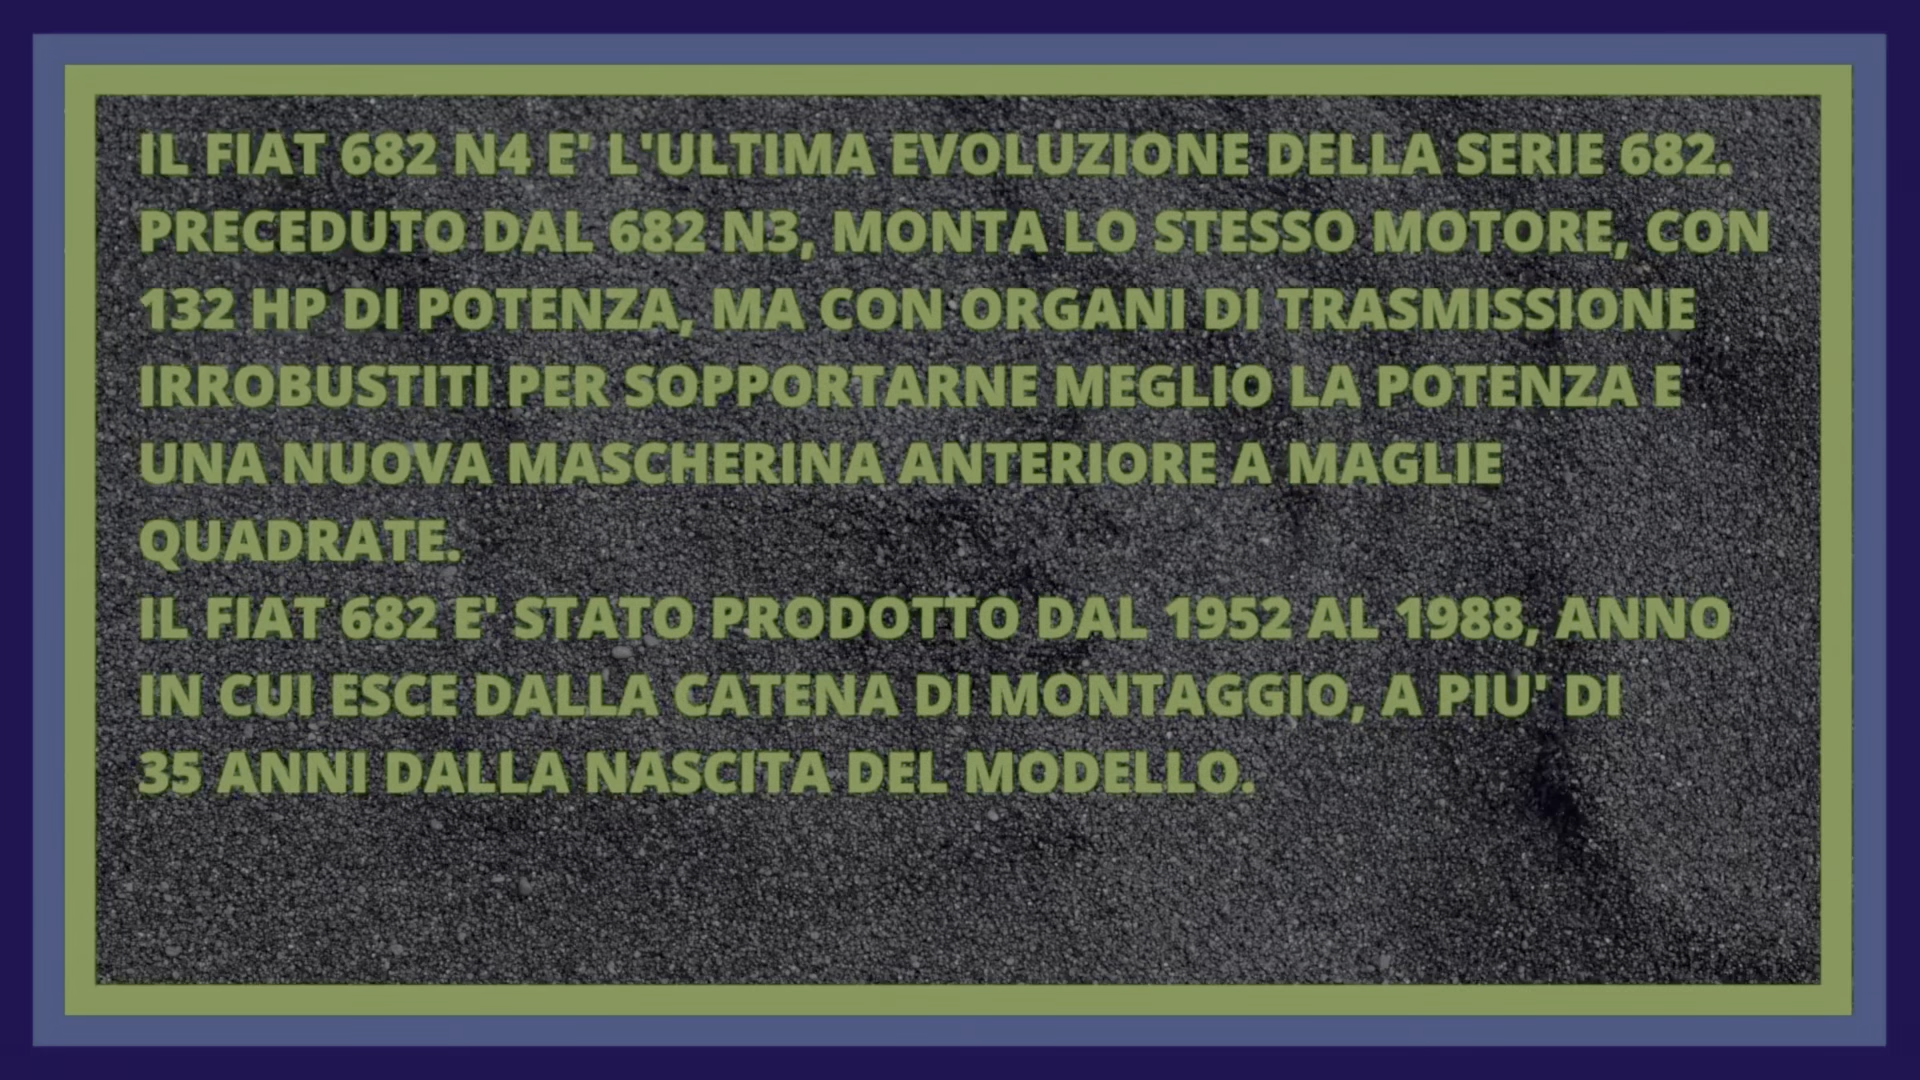 IL FIAT 682 N4 E' L'ULTIMA EVOLUZIONE DELLA SERIE 682.
PRECEDUTO DAL 682 N3, MONTA LO STESSO MOTORE, CON
132 HP DI POTENZA, MA CON ORGANI DI TRASMISSIONE
IRROBUSTITI PER SOPPORTARNE MEGLIO LA POTENZA E
UNA NUOVA MASCHERINA ANTERIORE A MAGLIE
QUADRATE.
IL FIAT 682 E' STATO PRODOTTO DAL 1952 AL 1988, ANNO
IN CUI ESCE DALLA CATENA DI MONTAGGIO, A PIU' DI
35 ANNI DALLA NASCITA DEL MODELLO.